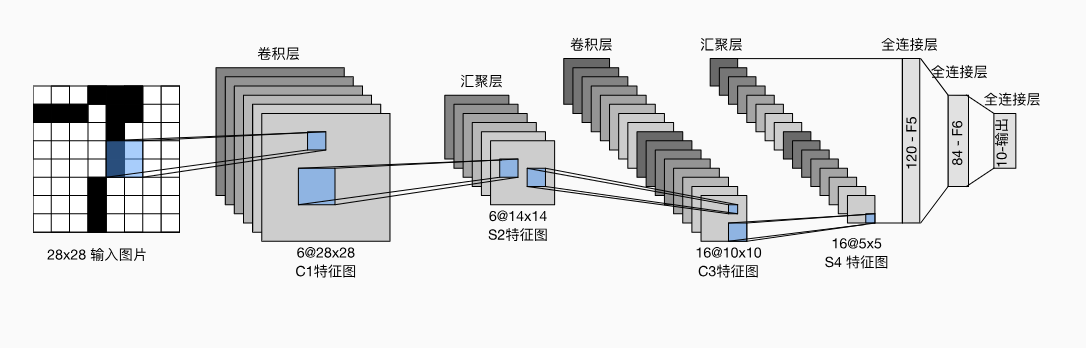 卷积层
汇聚层
卷积层
汇聚层
全连接层
全连接层
全连接层
28x28 输入图片
6@28x28
C1特征图
6@14x14
S2特征图
16@10x10
C3特征图
16@5x5
S4 特征图
120 - F5
84 - F6
10-输出